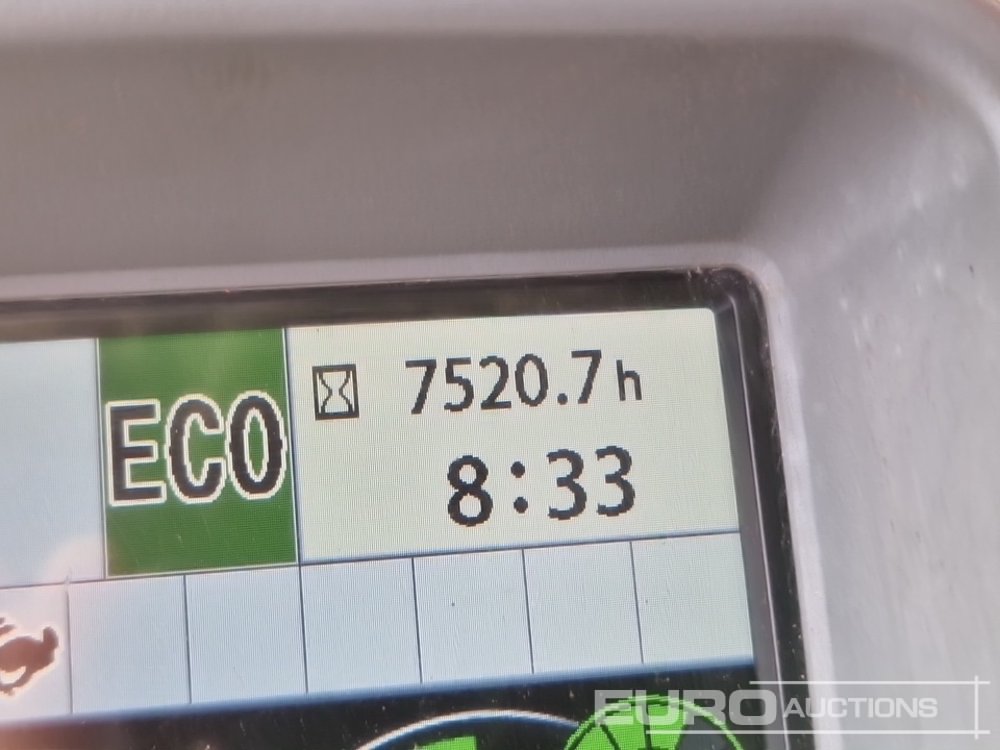 ECO
7520.7h
8:33
EURO AUCTIONS